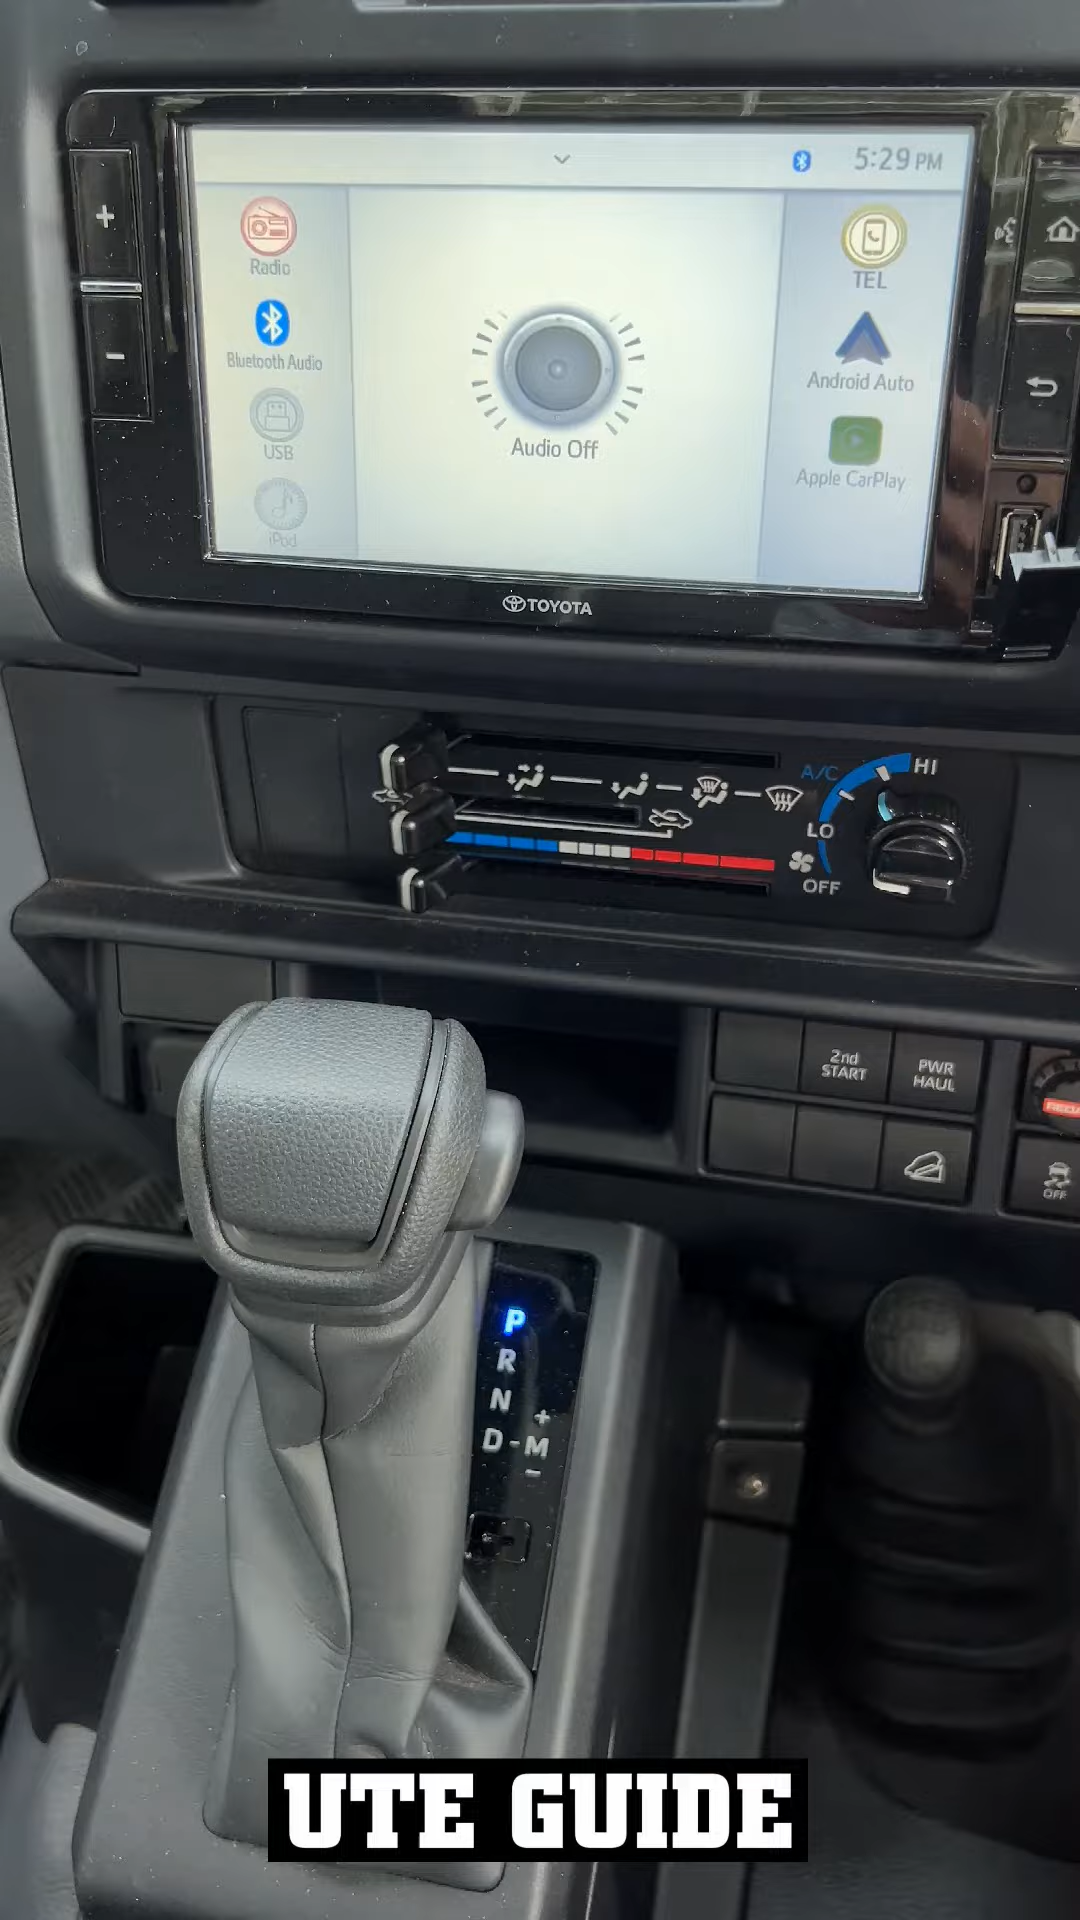 5:29 PM
Radio
TEL
Bluetooth Audio
Android Auto
USB
Audio Off
Apple CarPlay
iPod
TOYOTA
A/C
HI
LO
OFF
2nd
START
PWR
HAUL
OFF
P
R
N
+
D-M
-
UTE GUIDE